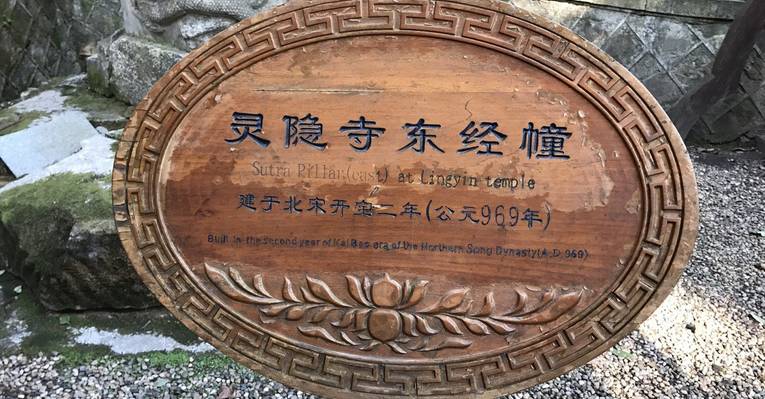 灵隐寺东经幢
Sutra Pillar(east) at Lingyin temple
建于北宋开宝二年(公元969年)
Built in the second year of Kai Bao era of the Northern Song Dynasty(A.D.969)